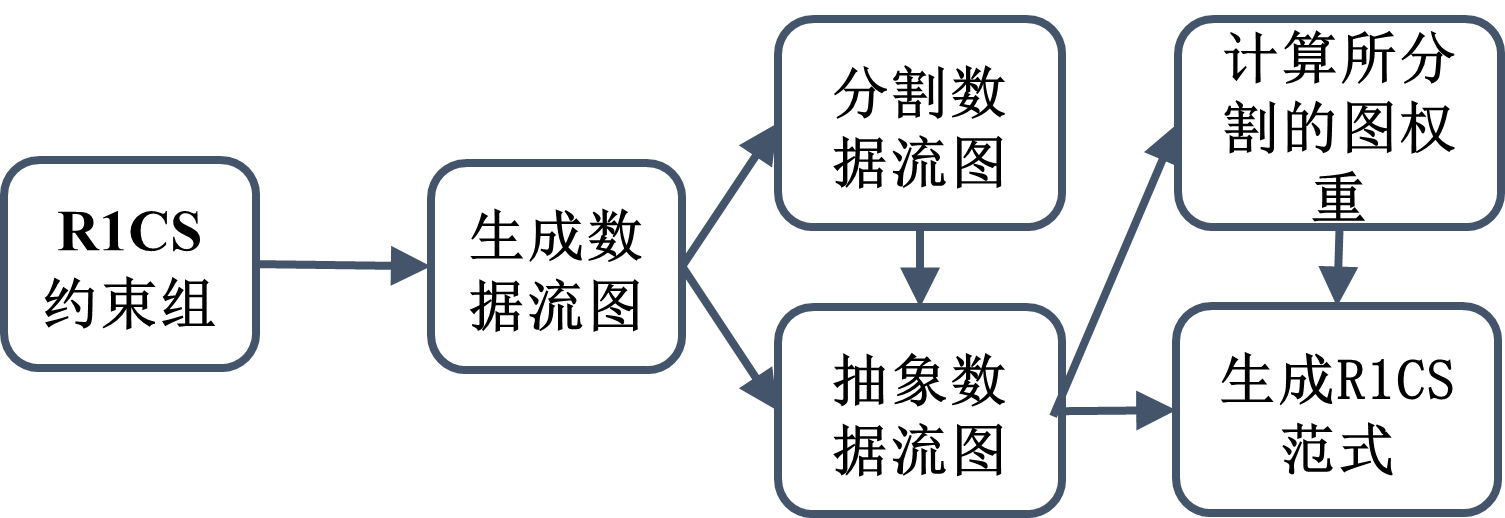 R1CS
约束组
生成数
据流图
分割数
据流图
抽象数
据流图
计算所分
割的图权
重
生成R1CS
范式